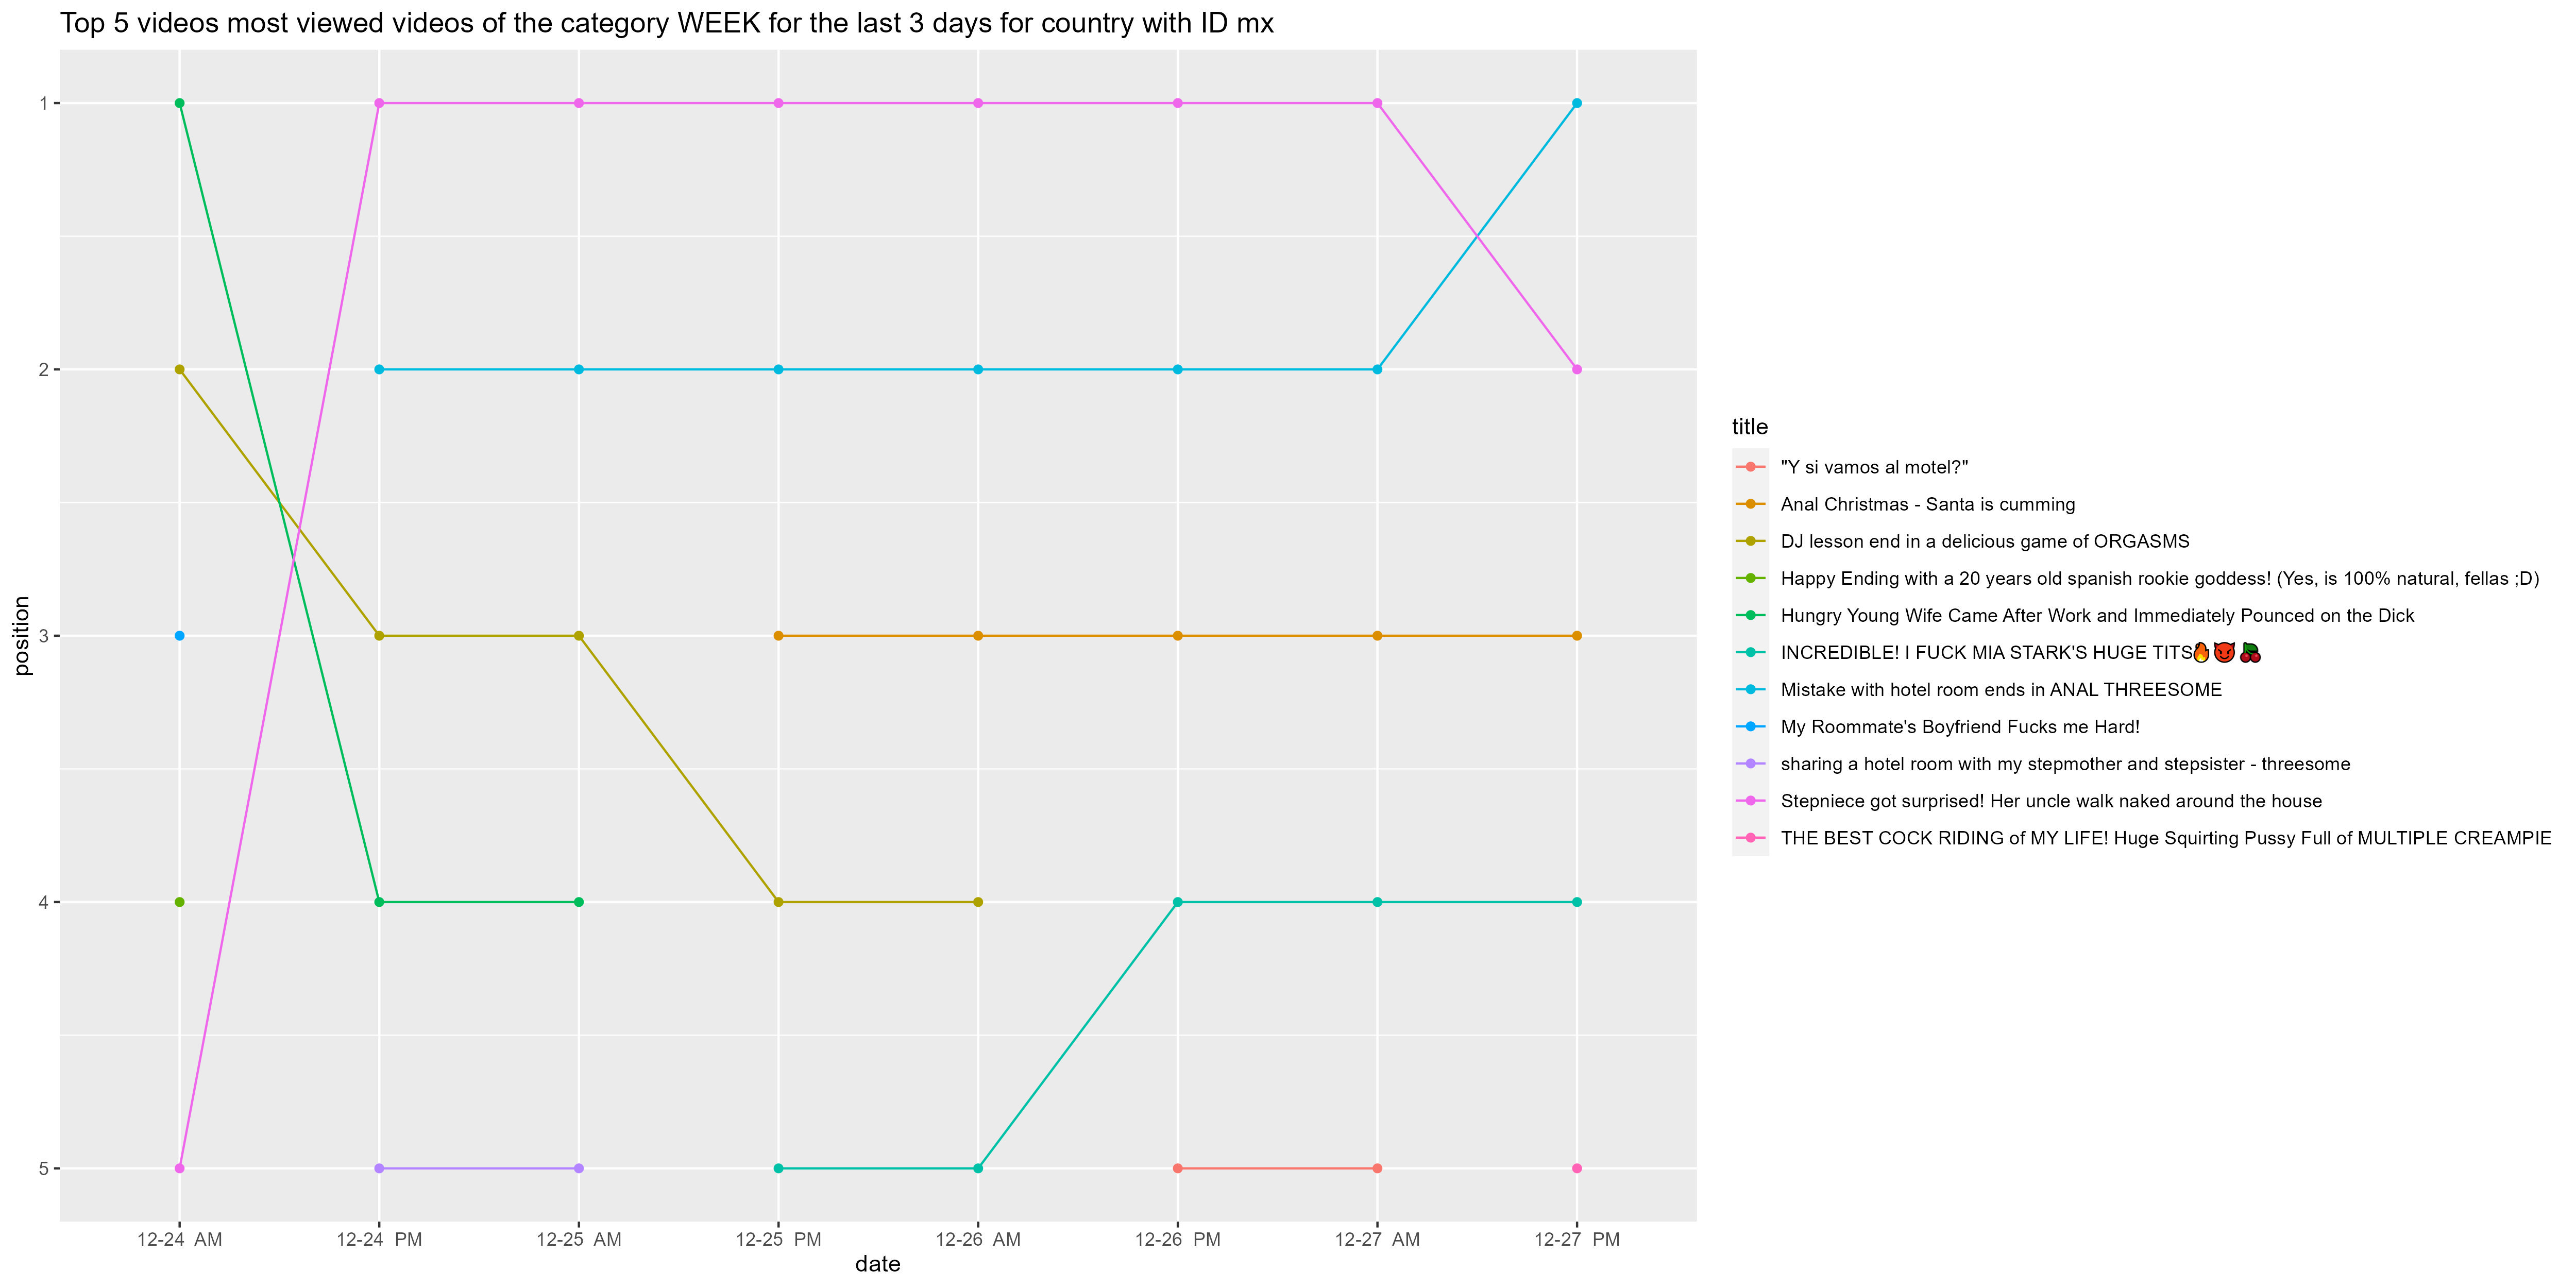 Top 5 videos most viewed videos of the category WEEK for the last 3 days for country with ID mx
position
1
2
3
4
5
12-24 AM
12-24 PM
12-25 AM
12-25 PM
12-26 AM
12-26 PM
12-27 AM
12-27 PM
date
title
"Y si vamos al motel?"
Anal Christmas - Santa is cumming
DJ lesson end in a delicious game of ORGASMS
Happy Ending with a 20 years old spanish rookie goddess! (Yes, is 100% natural, fellas ;D)
Hungry Young Wife Came After Work and Immediately Pounced on the Dick
INCREDIBLE! I FUCK MIA STARK'S HUGE TITS🔥😈🍒
Mistake with hotel room ends in ANAL THREESOME
My Roommate's Boyfriend Fucks me Hard!
sharing a hotel room with my stepmother and stepsister - threesome
Stepniece got surprised! Her uncle walk naked around the house
THE BEST COCK RIDING of MY LIFE! Huge Squirting Pussy Full of MULTIPLE CREAMPIE